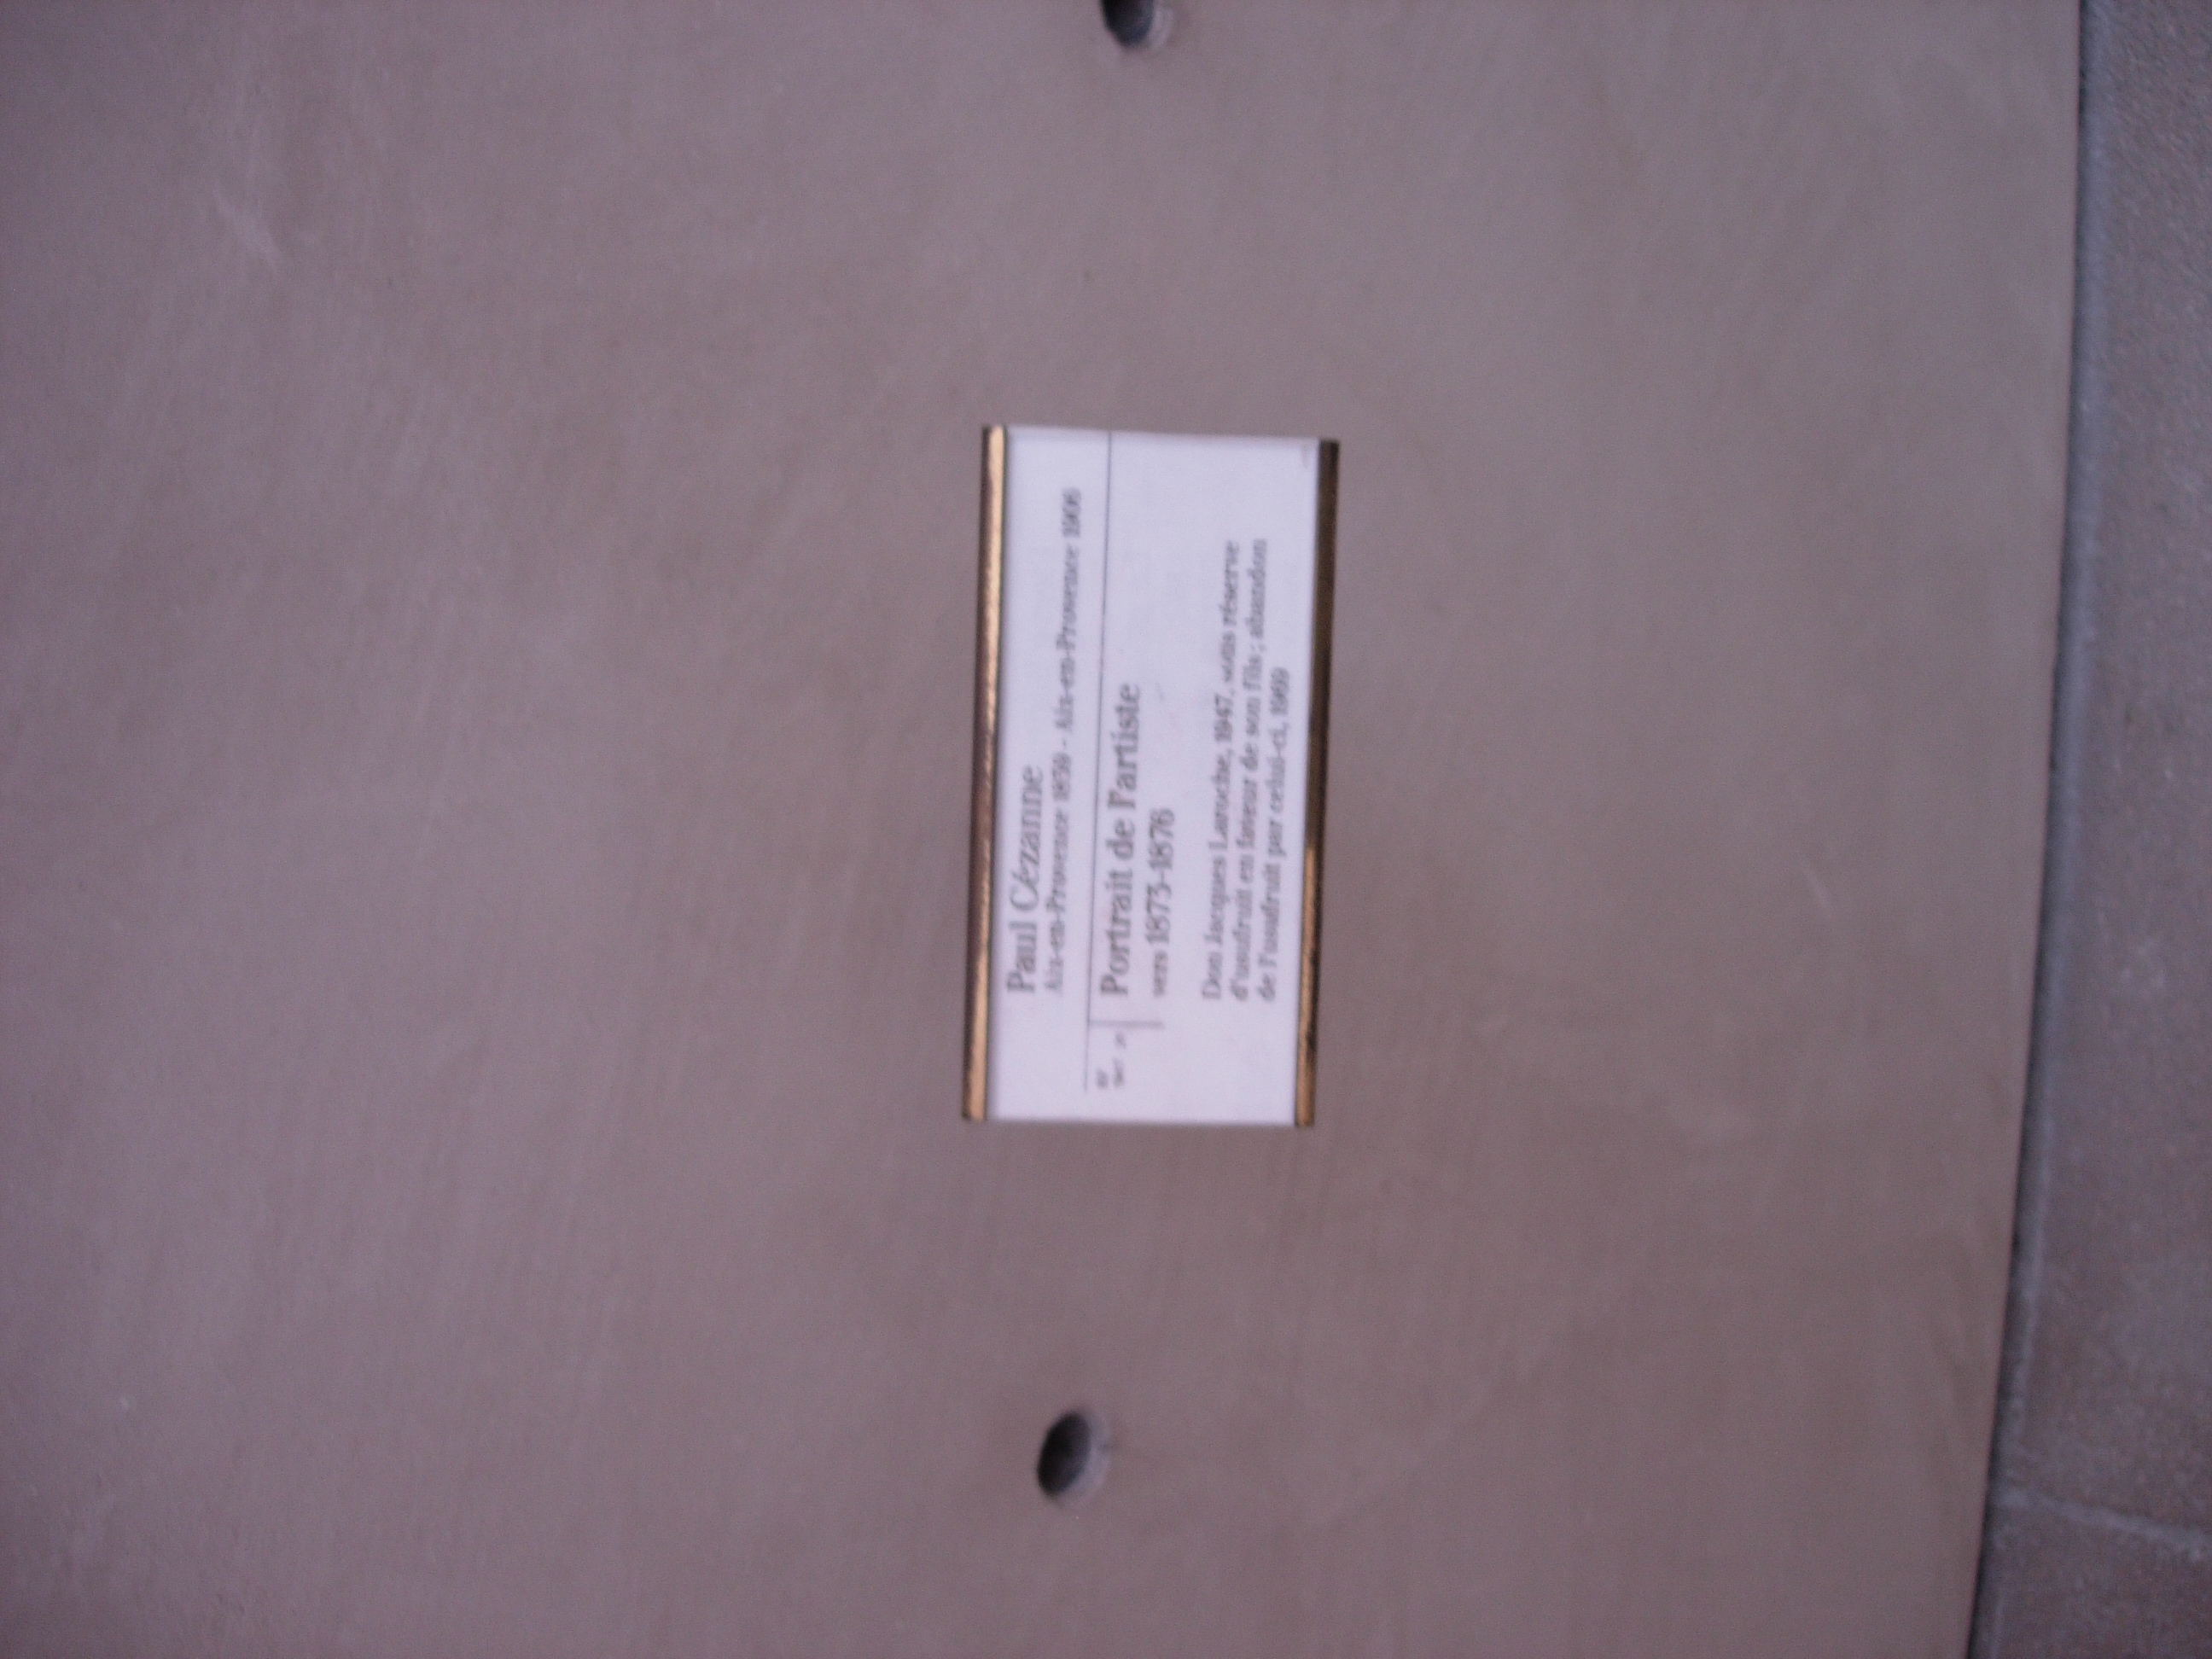 Paul Cézanne
Aix-en-Provence 1839 - Aix-en-Provence 1906
Portrait de l'artiste
vers 1873-1876
Don Jacques Laroche, 1947, sous réserve
d'usufruit en faveur de son fils ; abandon
de l'usufruit par celui-ci, 1969